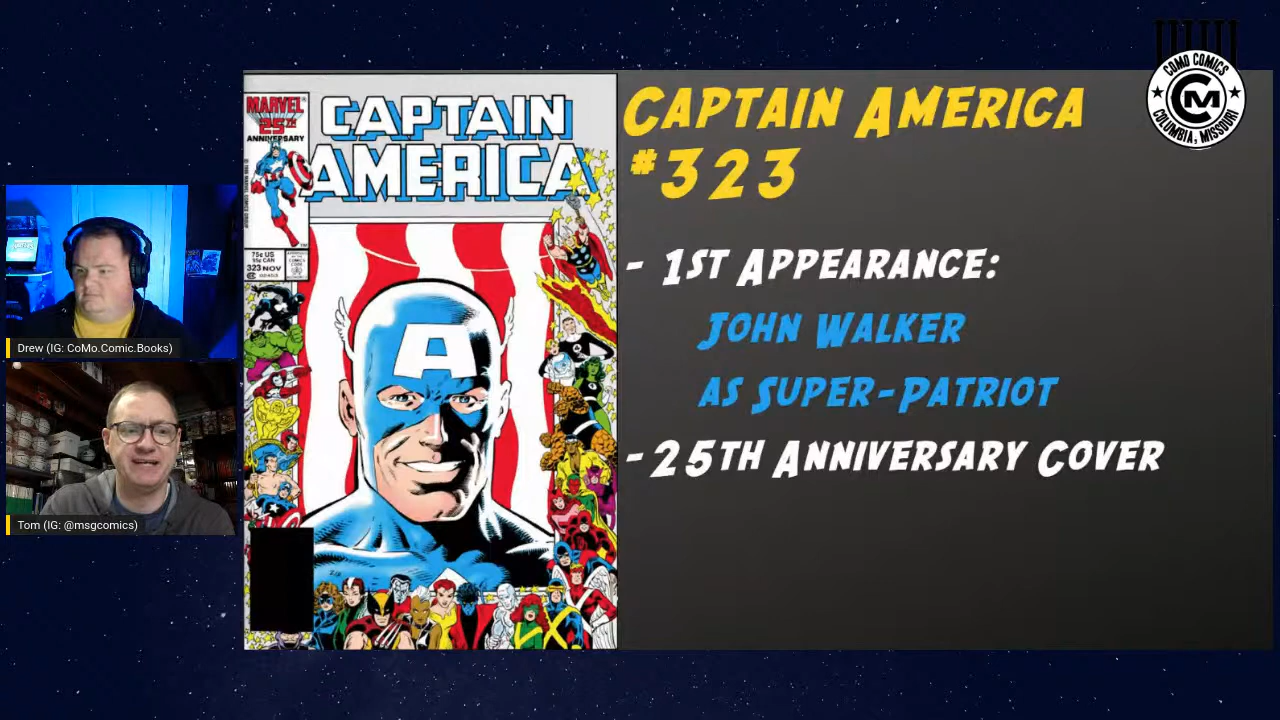 COMO COMICS
CM
COLUMBIA, MISSOURI
MARVEL
25TH
ANNIVERSARY
CAPTAIN
AMERICA
75¢ US
95¢ CAN
323 NOV
A
CAPTAIN AMERICA
#323
- 1ST APPEARANCE:
JOHN WALKER
AS SUPER-PATRIOT
- 25TH ANNIVERSARY COVER
Drew (IG: CoMo.Comic.Books)
Tom (IG: @msgcomics)